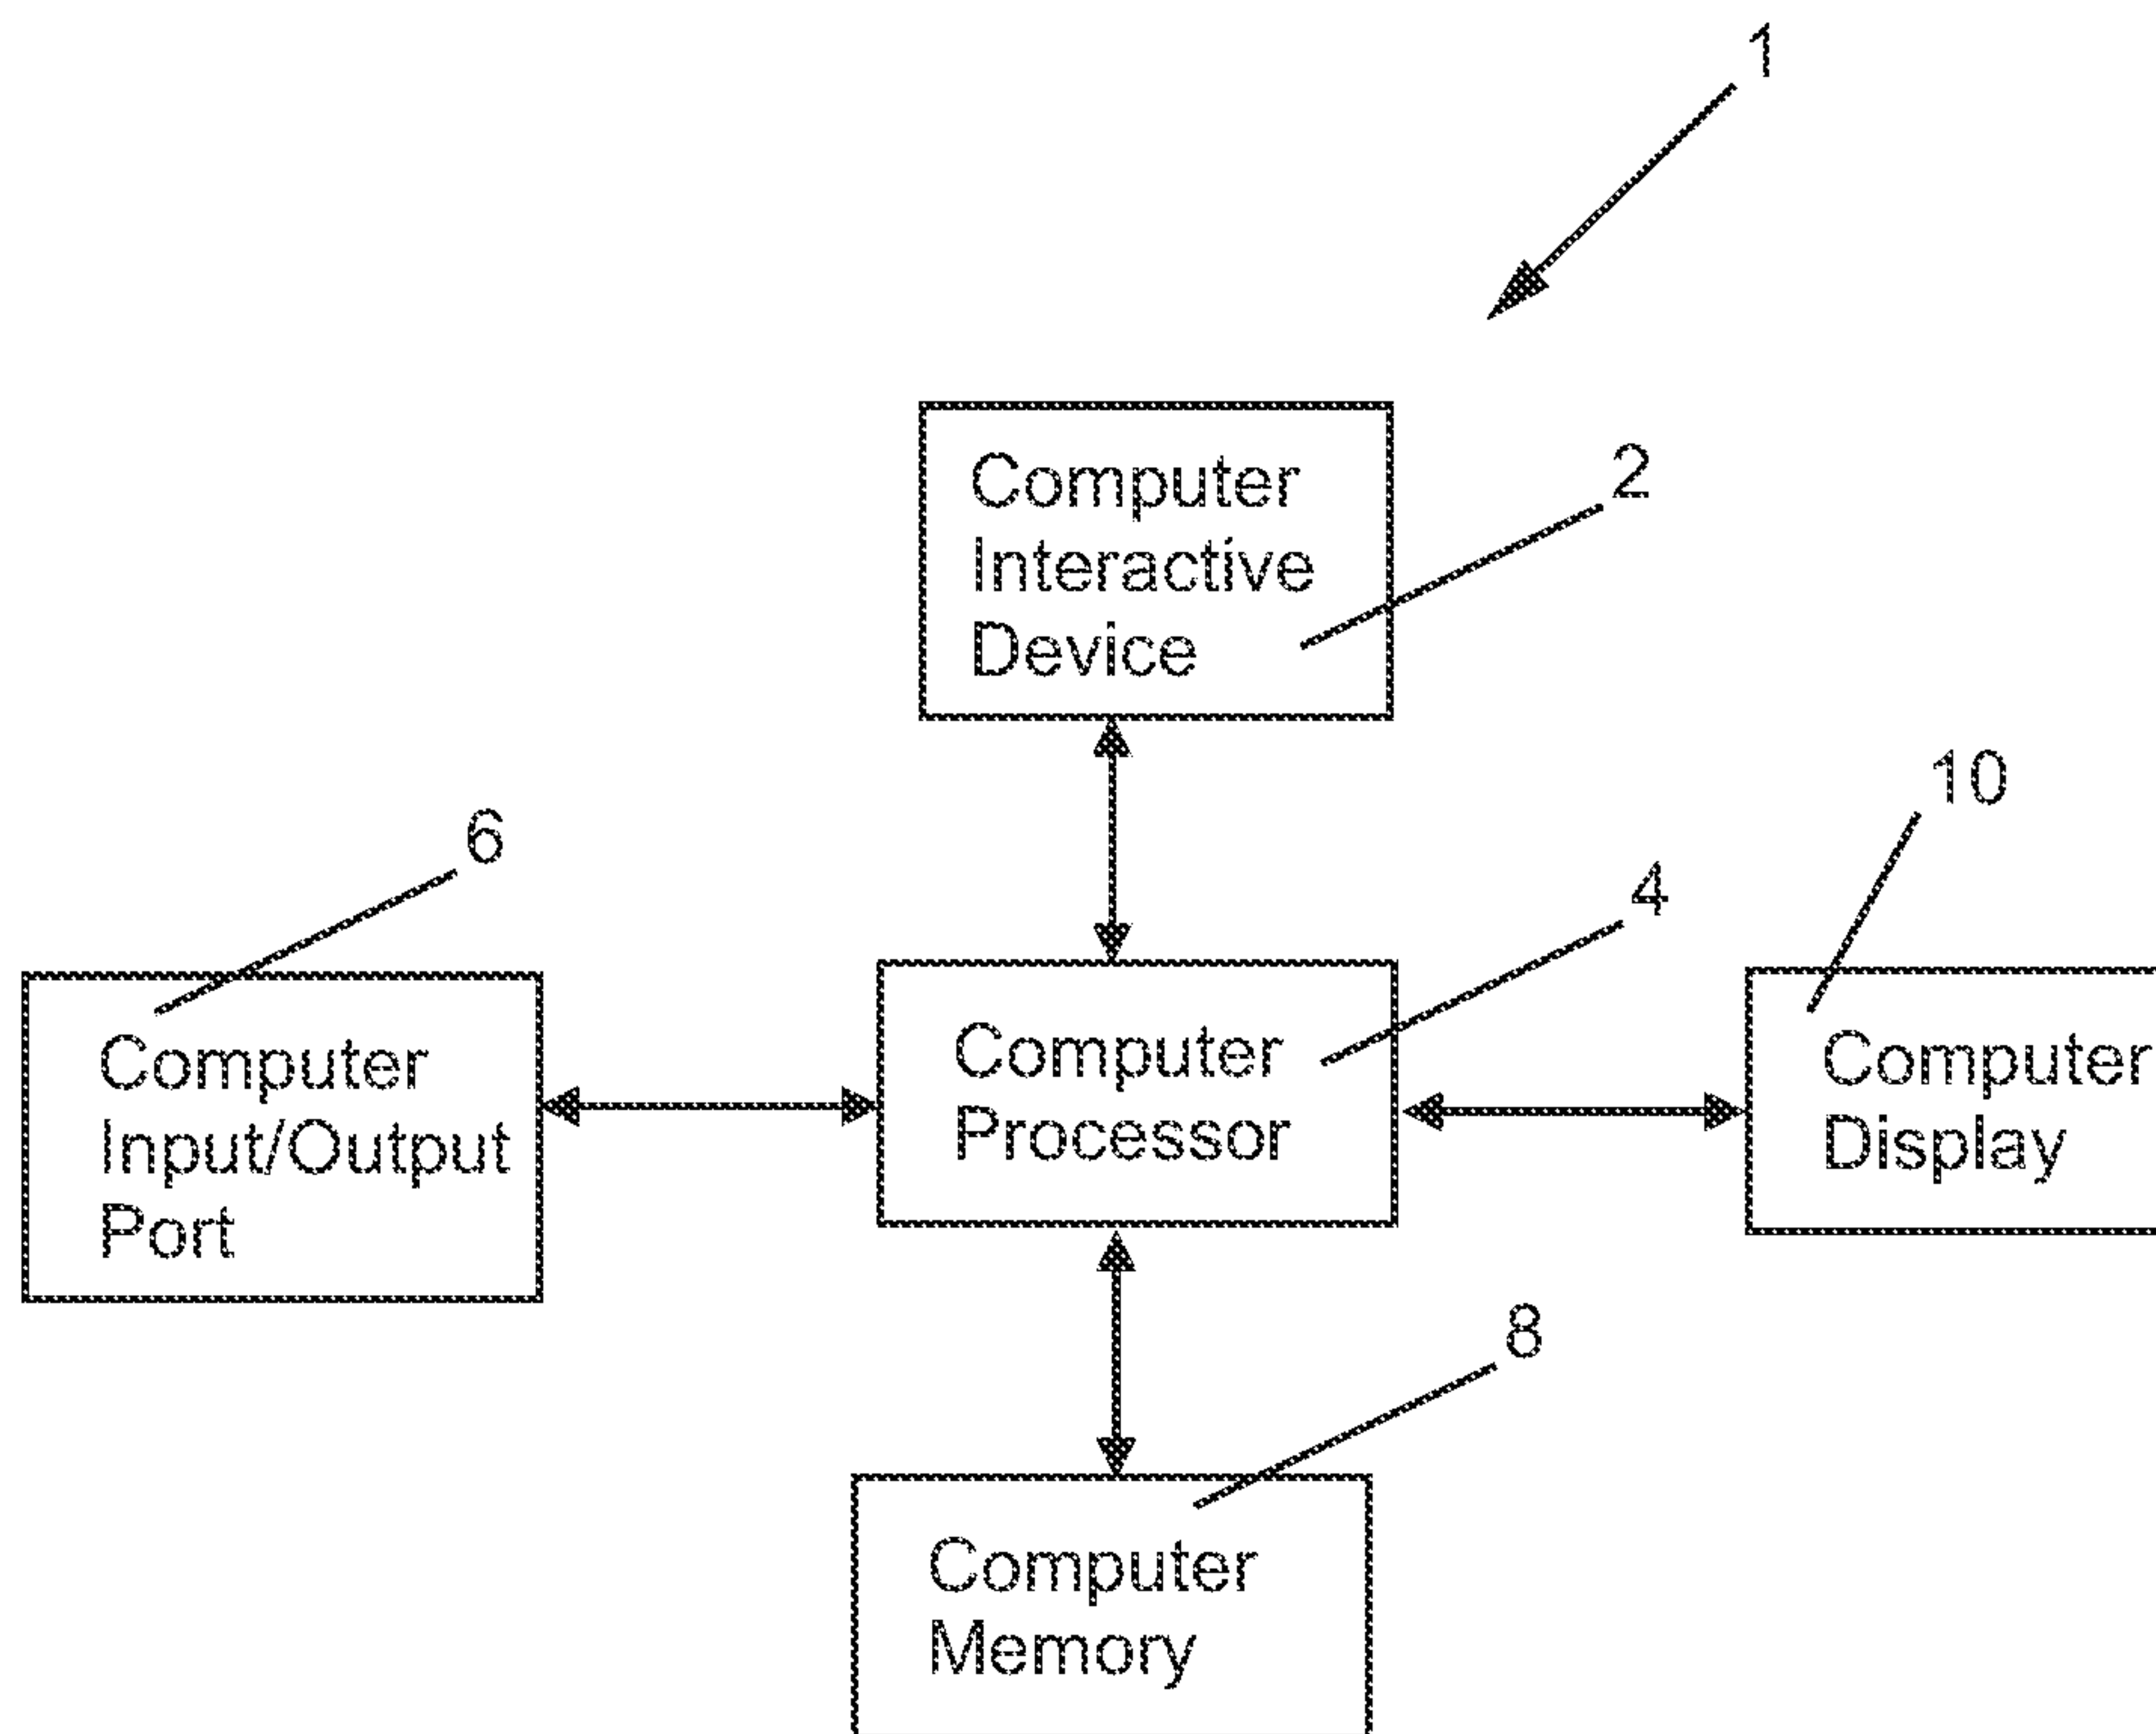 1
Computer
Interactive
Device
2
10
6
4
Computer
Input/Output
Port
Computer
Processor
Computer
Display
8
Computer
Memory